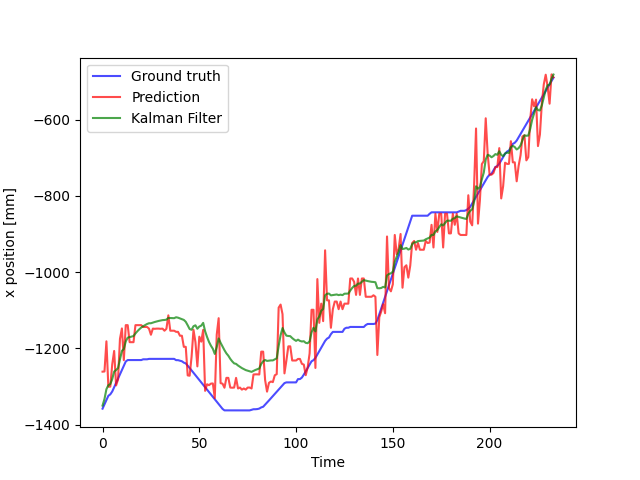 Ground truth
Prediction
Kalman Filter
x position [mm]
−600
−800
−1000
−1200
−1400
0 50 100 150 200
Time